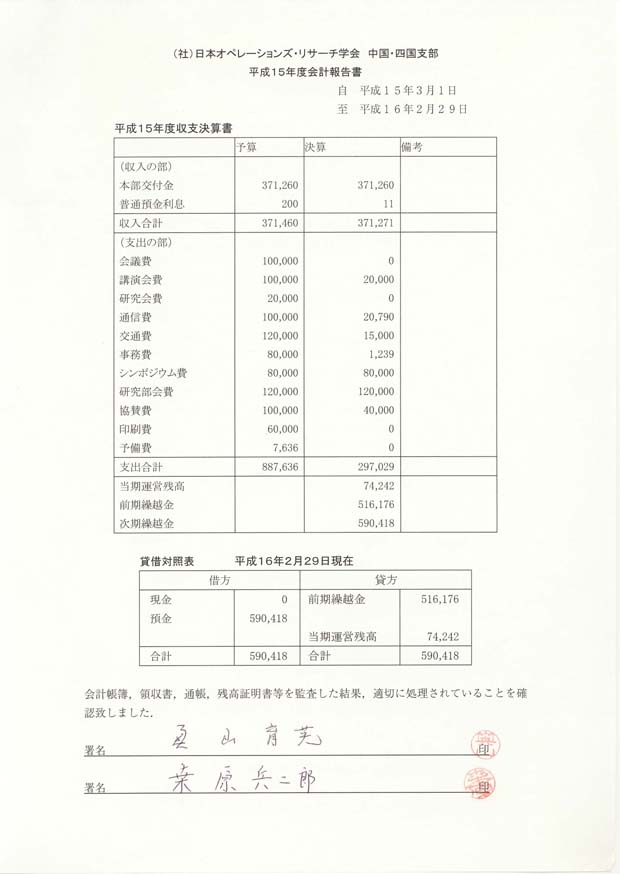 （社）日本オペレーションズ・リサーチ学会 中国・四国支部
平成15年度会計報告書
自 平成15年3月1日
至 平成16年2月29日
平成15年度収支決算書
予算 決算 備考
（収入の部）
本部交付金 371,260 371,260
普通預金利息 200 11
収入合計 371,460 371,271
（支出の部）
会議費 100,000 0
講演会費 100,000 20,000
研究会費 20,000 0
通信費 100,000 20,790
交通費 120,000 15,000
事務費 80,000 1,239
シンポジウム費 80,000 80,000
研究部会費 120,000 120,000
協賛費 100,000 40,000
印刷費 60,000 0
予備費 7,636 0
支出合計 887,636 297,029
当期運営残高 74,242
前期繰越金 516,176
次期繰越金 590,418
貸借対照表 平成16年2月29日現在
借方 貸方
現金 0 前期繰越金 516,176
預金 590,418
当期運営残高 74,242
合計 590,418 合計 590,418
会計帳簿，領収書，通帳，残高証明書等を監査した結果，適切に処理されていることを確
認致しました．
署名 山育 印
署名 原兵二郎 印